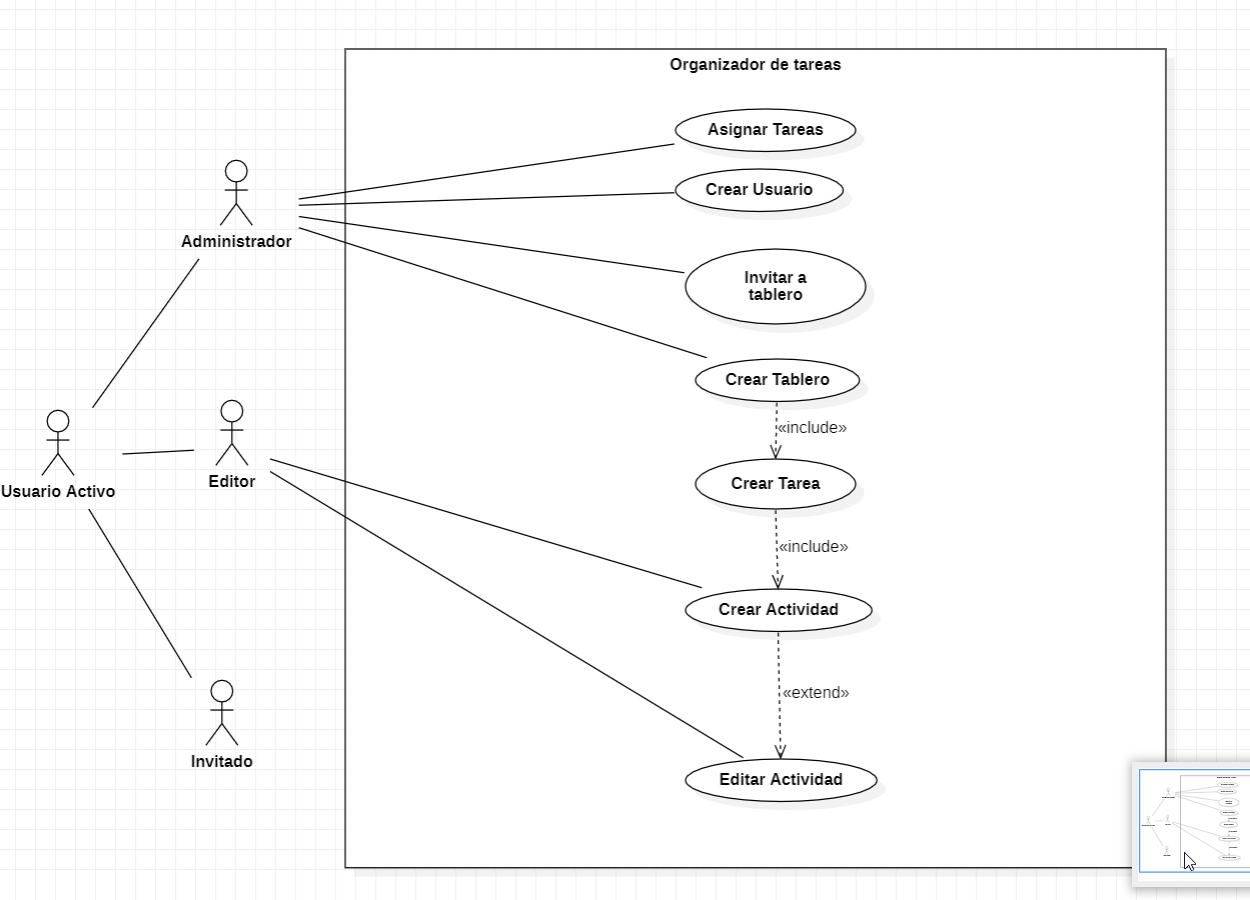 Organizador de tareas
Asignar Tareas
Crear Usuario
Administrador
Invitar a
tablero
Crear Tablero
«include»
Usuario Activo
Editor
Crear Tarea
«include»
Crear Actividad
«extend»
Invitado
Editar Actividad